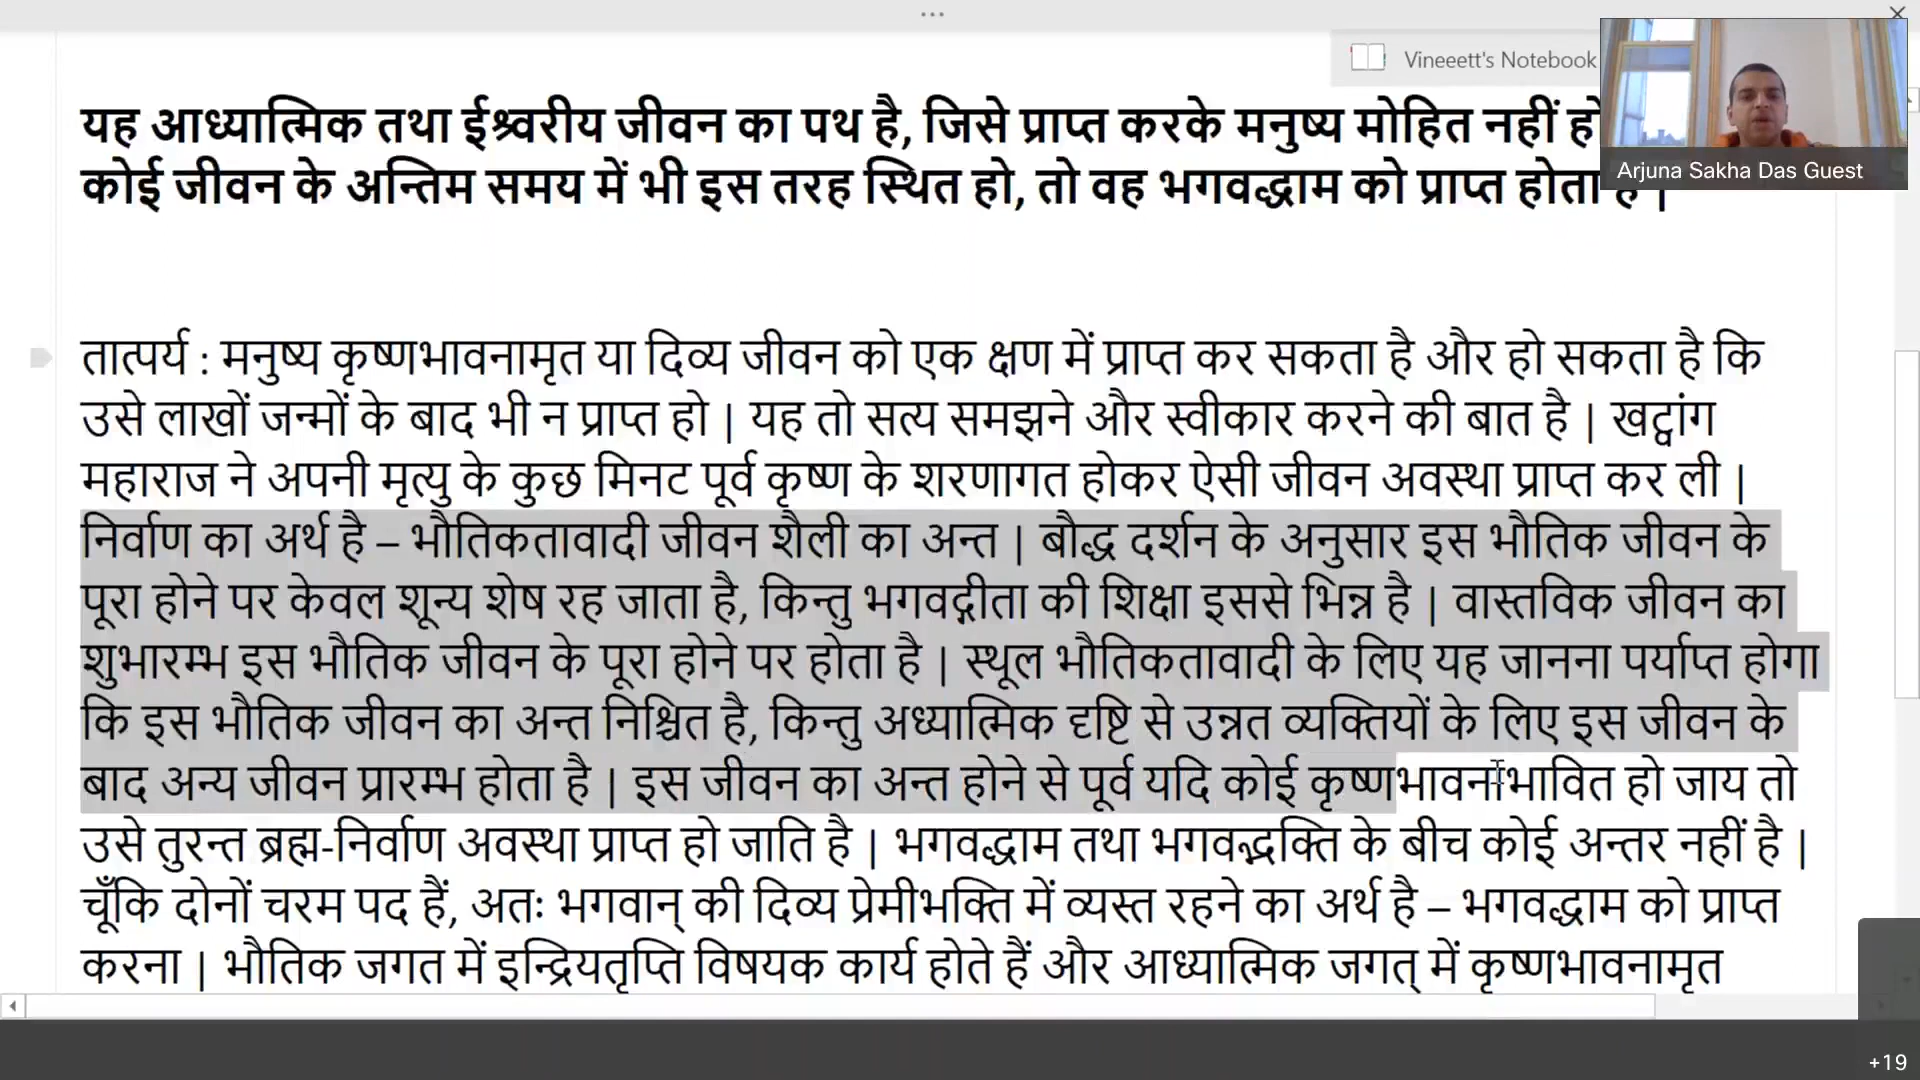 Vineeett's Notebook
यह आध्यात्मिक तथा ईश्र्वरीय जीवन का पथ है, जिसे प्राप्त करके मनुष्य मोहित नहीं हो
कोई जीवन के अन्तिम समय में भी इस तरह स्थित हो, तो वह भगवद्धाम को प्राप्त होता है |
Arjuna Sakha Das Guest
तात्पर्य : मनुष्य कृष्णभावनामृत या दिव्य जीवन को एक क्षण में प्राप्त कर सकता है और हो सकता है कि
उसे लाखों जन्मों के बाद भी न प्राप्त हो | यह तो सत्य समझने और स्वीकार करने की बात है | खट्वांग
महाराज ने अपनी मृत्यु के कुछ मिनट पूर्व कृष्ण के शरणागत होकर ऐसी जीवन अवस्था प्राप्त कर ली |
निर्वाण का अर्थ है – भौतिकतावादी जीवन शैली का अन्त | बौद्ध दर्शन के अनुसार इस भौतिक जीवन के
पूरा होने पर केवल शून्य शेष रह जाता है, किन्तु भगवद्गीता की शिक्षा इससे भिन्न है | वास्तविक जीवन का
शुभारम्भ इस भौतिक जीवन के पूरा होने पर होता है | स्थूल भौतिकतावादी के लिए यह जानना पर्याप्त होगा
कि इस भौतिक जीवन का अन्त निश्चित है, किन्तु अध्यात्मिक दृष्टि से उन्नत व्यक्तियों के लिए इस जीवन के
बाद अन्य जीवन प्रारम्भ होता है | इस जीवन का अन्त होने से पूर्व यदि कोई कृष्णभावनाभावित हो जाय तो
उसे तुरन्त ब्रह्म-निर्वाण अवस्था प्राप्त हो जाति है | भगवद्धाम तथा भगवद्भक्ति के बीच कोई अन्तर नहीं है |
चूँकि दोनों चरम पद हैं, अतः भगवान् की दिव्य प्रेमीभक्ति में व्यस्त रहने का अर्थ है – भगवद्धाम को प्राप्त
करना | भौतिक जगत में इन्द्रियतृप्ति विषयक कार्य होते हैं और आध्यात्मिक जगत् में कृष्णभावनामृत
+19